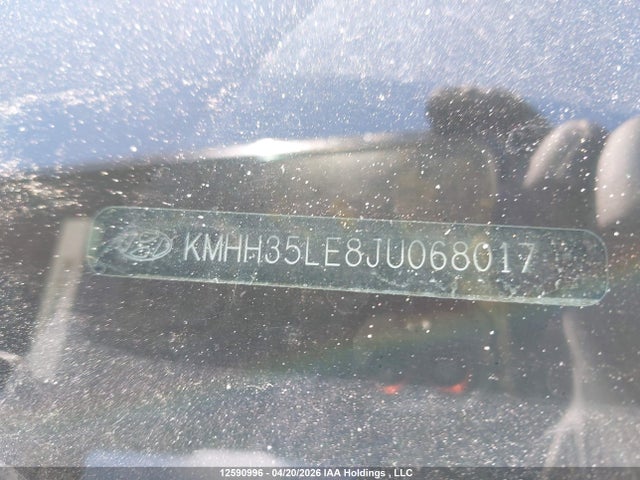 KMHH35LE8JU068017
12590996 - 04/20/2026 IAA Holdings , LLC